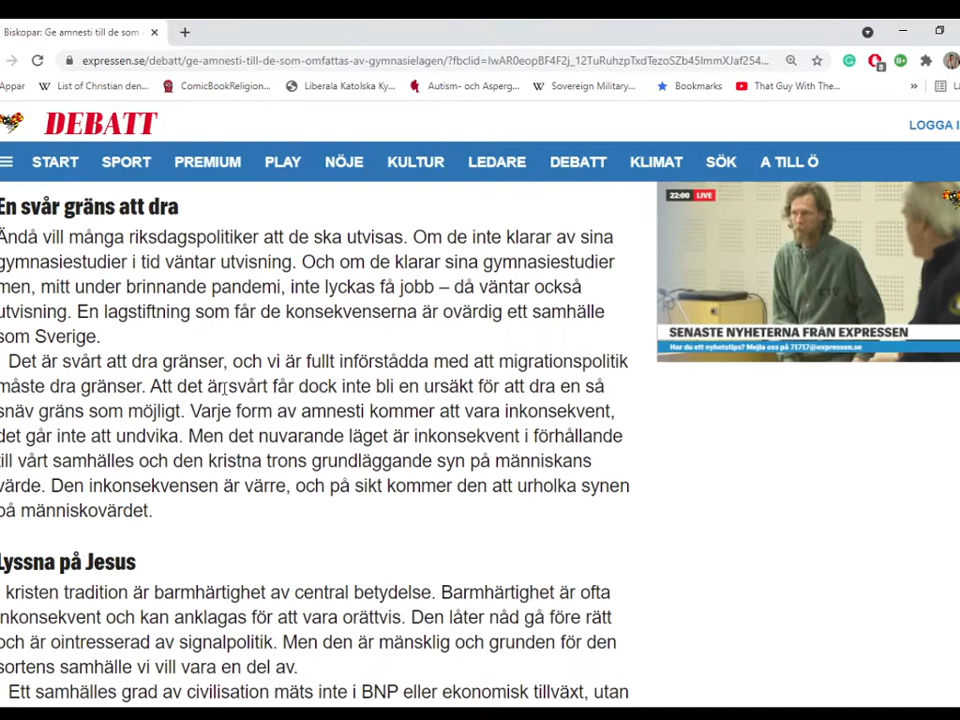 Biskopar: Ge amnesti till de som
expressen.se/debatt/ge-amnesti-till-de-som-omfattas-av-gymnasielagen/?fbclid=IwAR0eopBF4F2j_12TuRuhzpTxdTezoSZb45lmmXJaf254...
Appar List of Christian den... ComicBookReligion... Liberala Katolska Ky... Autism- och Asperg... Sovereign Military... Bookmarks That Guy With The... »
DEBATT
LOGGA I
START SPORT PREMIUM PLAY NÖJE KULTUR LEDARE DEBATT KLIMAT SÖK A TILL Ö
En svår gräns att dra
Ändå vill många riksdagspolitiker att de ska utvisas. Om de inte klarar av sina
gymnasiestudier i tid väntar utvisning. Och om de klarar sina gymnasiestudier
men, mitt under brinnande pandemi, inte lyckas få jobb – då väntar också
utvisning. En lagstiftning som får de konsekvenserna är ovärdig ett samhälle
som Sverige.
Det är svårt att dra gränser, och vi är fullt införstådda med att migrationspolitik
måste dra gränser. Att det är svårt får dock inte bli en ursäkt för att dra en så
snäv gräns som möjligt. Varje form av amnesti kommer att vara inkonsekvent,
det går inte att undvika. Men det nuvarande läget är inkonsekvent i förhållande
till vårt samhälles och den kristna trons grundläggande syn på människans
värde. Den inkonsekvensen är värre, och på sikt kommer den att urholka synen
på människovärdet.
Lyssna på Jesus
I kristen tradition är barmhärtighet av central betydelse. Barmhärtighet är ofta
inkonsekvent och kan anklagas för att vara orättvis. Den låter nåd gå före rätt
och är ointresserad av signalpolitik. Men den är mänsklig och grunden för den
sortens samhälle vi vill vara en del av.
Ett samhälles grad av civilisation mäts inte i BNP eller ekonomisk tillväxt, utan
22:00 LIVE
SENASTE NYHETERNA FRÅN EXPRESSEN
Har du ett nyhetstips? Mejla oss på 71717@expressen.se